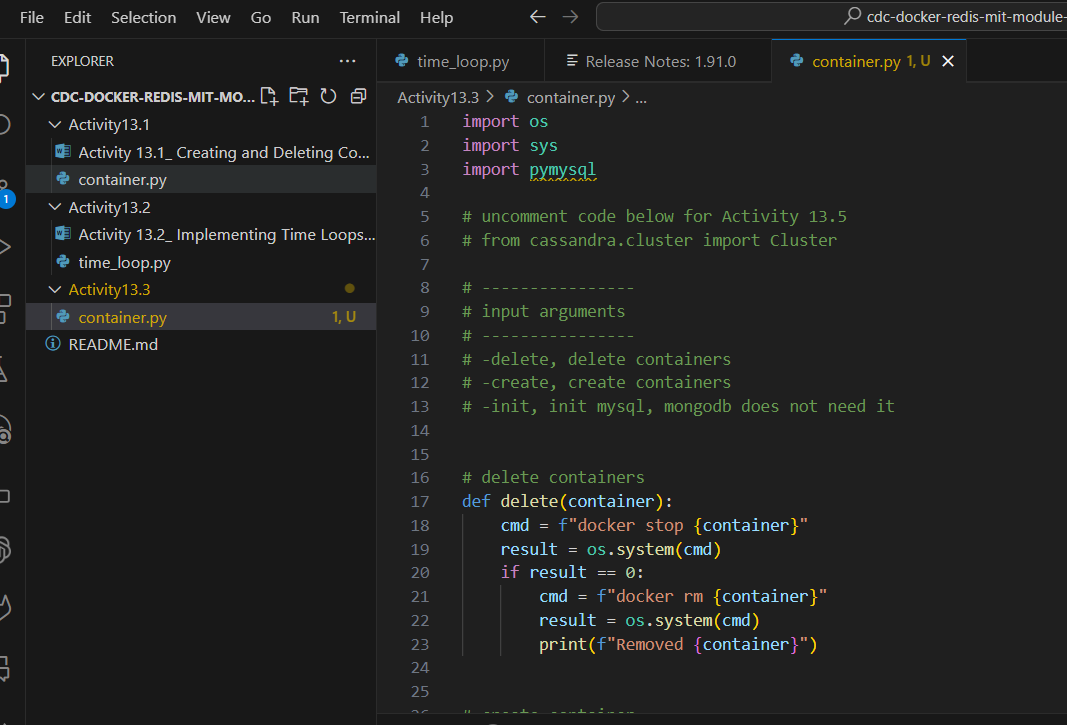 File Edit Selection View Go Run Terminal Help
cdc-docker-redis-mit-module-
EXPLORER
CDC-DOCKER-REDIS-MIT-MO...
Activity13.1
Activity 13.1_ Creating and Deleting Co...
container.py
Activity13.2
Activity 13.2_ Implementing Time Loops...
time_loop.py
Activity13.3
container.py 1, U
README.md
1
time_loop.py
Release Notes: 1.91.0
container.py 1, U
Activity13.3 > container.py > ...
1 import os
2 import sys
3 import pymysql
4
5 # uncomment code below for Activity 13.5
6 # from cassandra.cluster import Cluster
7
8 # ----------------
9 # input arguments
10 # ----------------
11 # -delete, delete containers
12 # -create, create containers
13 # -init, init mysql, mongodb does not need it
14
15
16 # delete containers
17 def delete(container):
18 cmd = f"docker stop {container}"
19 result = os.system(cmd)
20 if result == 0:
21 cmd = f"docker rm {container}"
22 result = os.system(cmd)
23 print(f"Removed {container}")
24
25